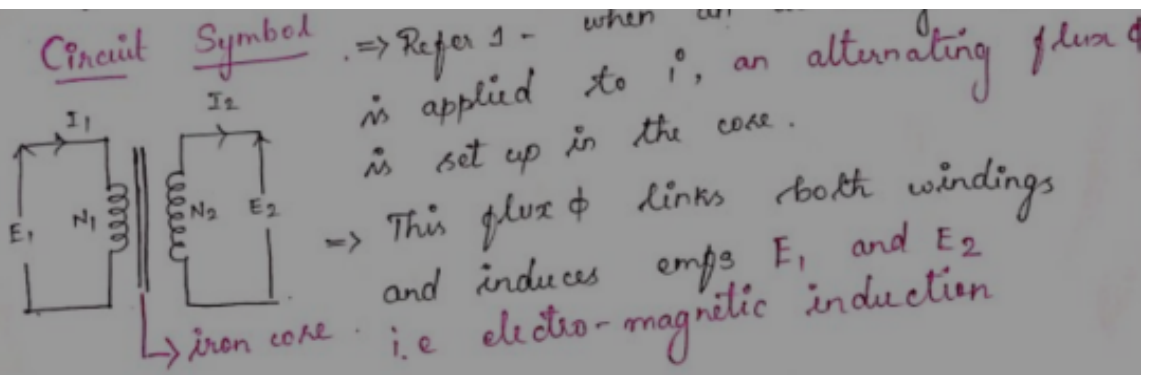 Circuit Symbol
I1
I2
E1
N1
N2
E2
→ iron core.
⇒ Refer 1 - when an
is applied to i, an alternating flux ϕ
is set up in the core.
⇒ This flux ϕ links both windings
and induces emfs E1 and E2
i.e electro-magnetic induction